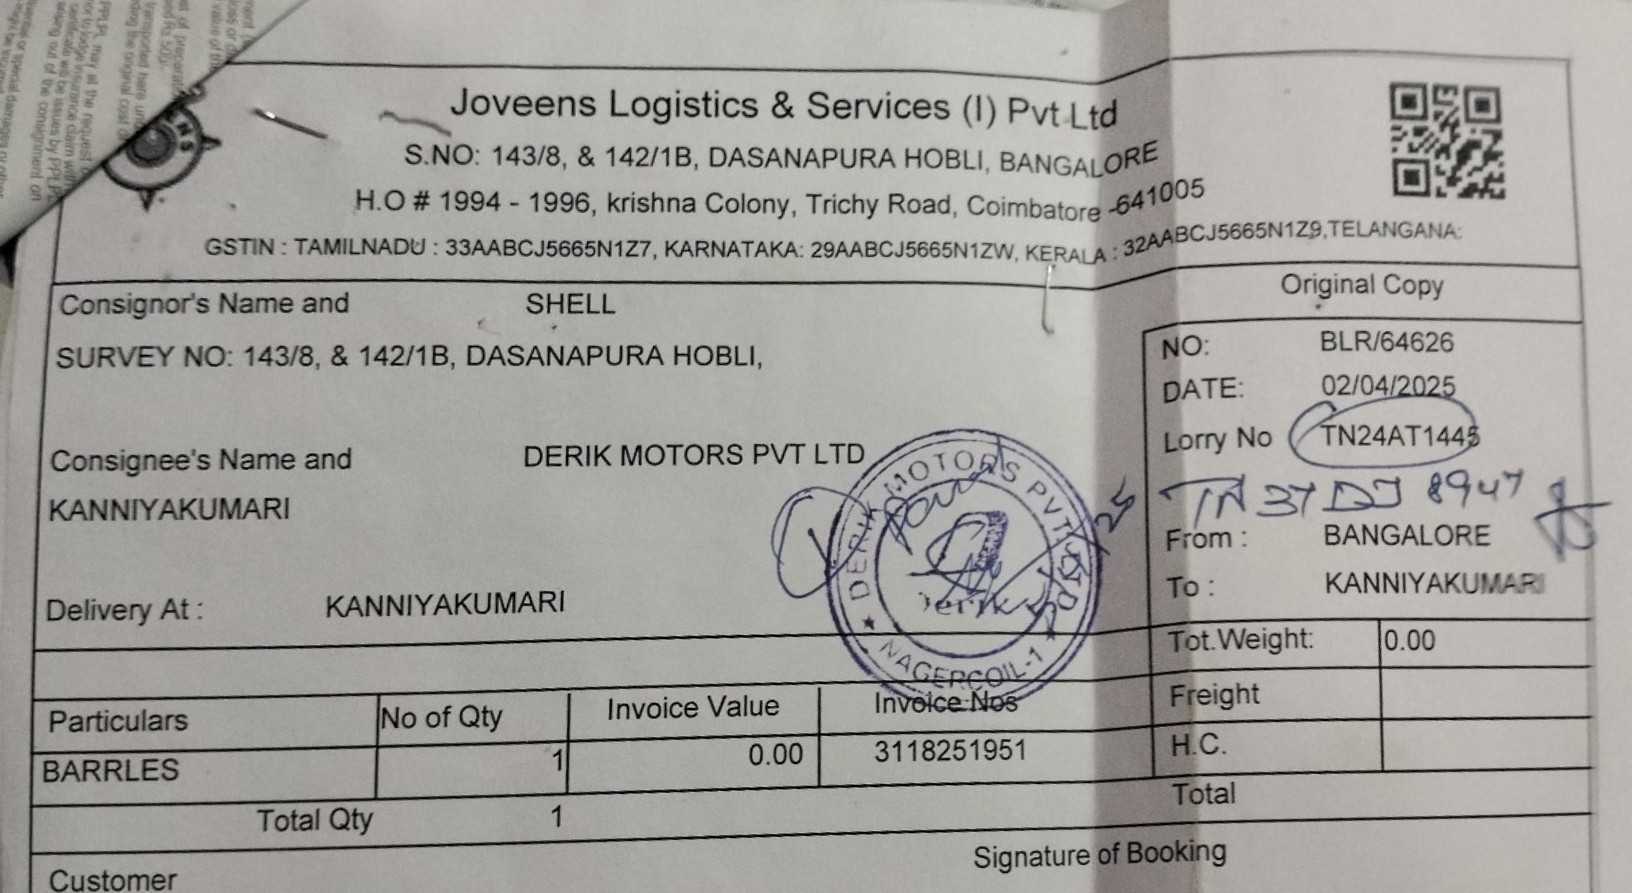 Joveens Logistics & Services (I) Pvt Ltd
S.NO: 143/8, & 142/1B, DASANAPURA HOBLI, BANGALORE
H.O # 1994 - 1996, krishna Colony, Trichy Road, Coimbatore -641005
GSTIN : TAMILNADU : 33AABCJ5665N1Z7, KARNATAKA: 29AABCJ5665N1ZW, KERALA : 32AABCJ5665N1Z9,TELANGANA:
Original Copy
Consignor's Name and SHELL
SURVEY NO: 143/8, & 142/1B, DASANAPURA HOBLI,
NO: BLR/64626
DATE: 02/04/2025
Lorry No TN24AT1445
TN 37 DJ 8947
Consignee's Name and DERIK MOTORS PVT LTD
KANNIYAKUMARI
DERIK MOTORS PVT LTD
Derik
NAGERCOIL-1
From : BANGALORE
To : KANNIYAKUMARI
Delivery At : KANNIYAKUMARI
Tot.Weight: 0.00
Particulars No of Qty Invoice Value Invoice Nos Freight
BARRLES 1 0.00 3118251951 H.C.
Total Qty 1 Total
Customer Signature of Booking